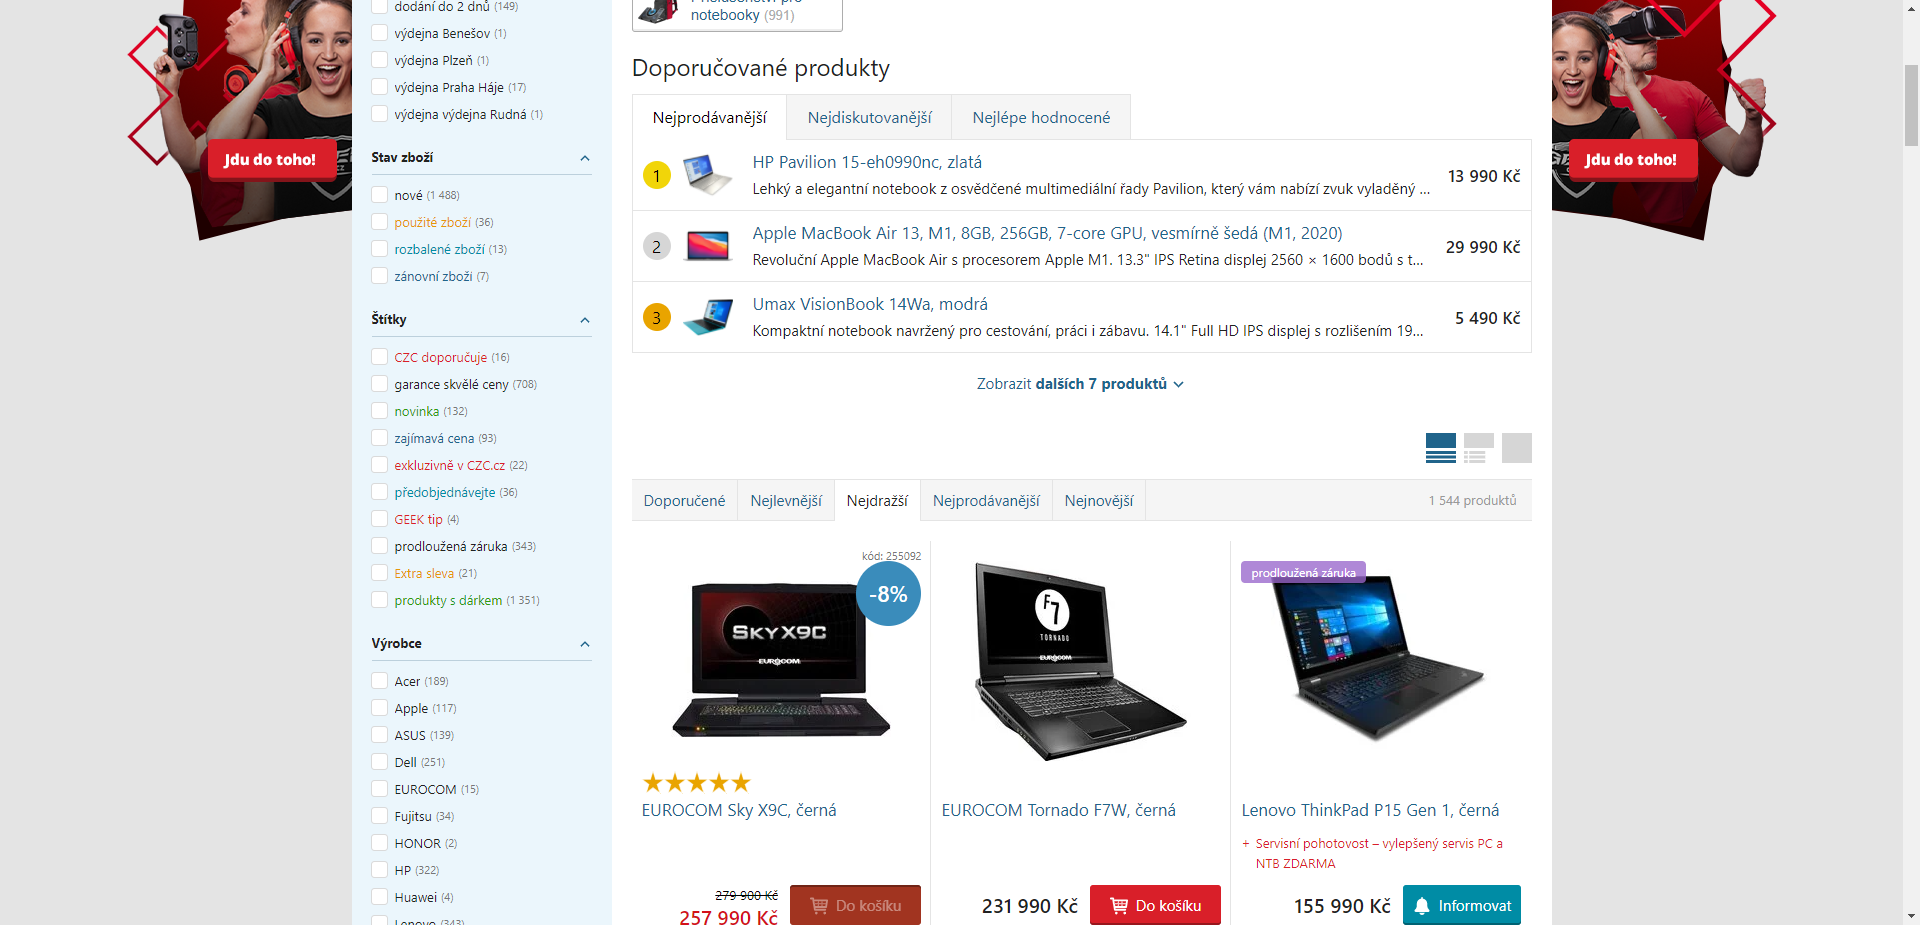 dodání do 2 dnů (149)
výdejna Benešov (1)
výdejna Plzeň (1)
výdejna Praha Háje (17)
výdejna výdejna Rudná (1)
Stav zboží
nové (1 488)
použité zboží (36)
rozbalené zboží (13)
zánovní zboží (7)
Štítky
CZC doporučuje (16)
garance skvělé ceny (708)
novinka (132)
zajímavá cena (93)
exkluzivně v CZC.cz (22)
předobjednávejte (36)
GEEK tip (4)
prodloužená záruka (343)
Extra sleva (21)
produkty s dárkem (1 351)
Výrobce
Acer (189)
Apple (117)
ASUS (139)
Dell (251)
EUROCOM (15)
Fujitsu (34)
HONOR (2)
HP (322)
Huawei (4)
Lenovo (343)
Jdu do toho!
notebooky (991)
Doporučované produkty
Nejprodávanější Nejdiskutovanější Nejlépe hodnocené
1
HP Pavilion 15-eh0990nc, zlatá
Lehký a elegantní notebook z osvědčené multimediální řady Pavilion, který vám nabízí zvuk vyladěný ...
13 990 Kč
2
Apple MacBook Air 13, M1, 8GB, 256GB, 7-core GPU, vesmírně šedá (M1, 2020)
Revoluční Apple MacBook Air s procesorem Apple M1. 13.3" IPS Retina displej 2560 × 1600 bodů s t...
29 990 Kč
3
Umax VisionBook 14Wa, modrá
Kompaktní notebook navržený pro cestování, práci i zábavu. 14.1" Full HD IPS displej s rozlišením 19...
5 490 Kč
Zobrazit dalších 7 produktů
Doporučené Nejlevnější Nejdražší Nejprodávanější Nejnovější
1 544 produktů
kód: 255092
-8%
SKY X9C
EUROCOM
EUROCOM Sky X9C, černá
279 900 Kč
257 990 Kč
Do košíku
F7
TORNADO
EUROCOM
EUROCOM Tornado F7W, černá
231 990 Kč
Do košíku
prodloužená záruka
Lenovo ThinkPad P15 Gen 1, černá
+ Servisní pohotovost – vylepšený servis PC a
NTB ZDARMA
155 990 Kč
Informovat
Jdu do toho!